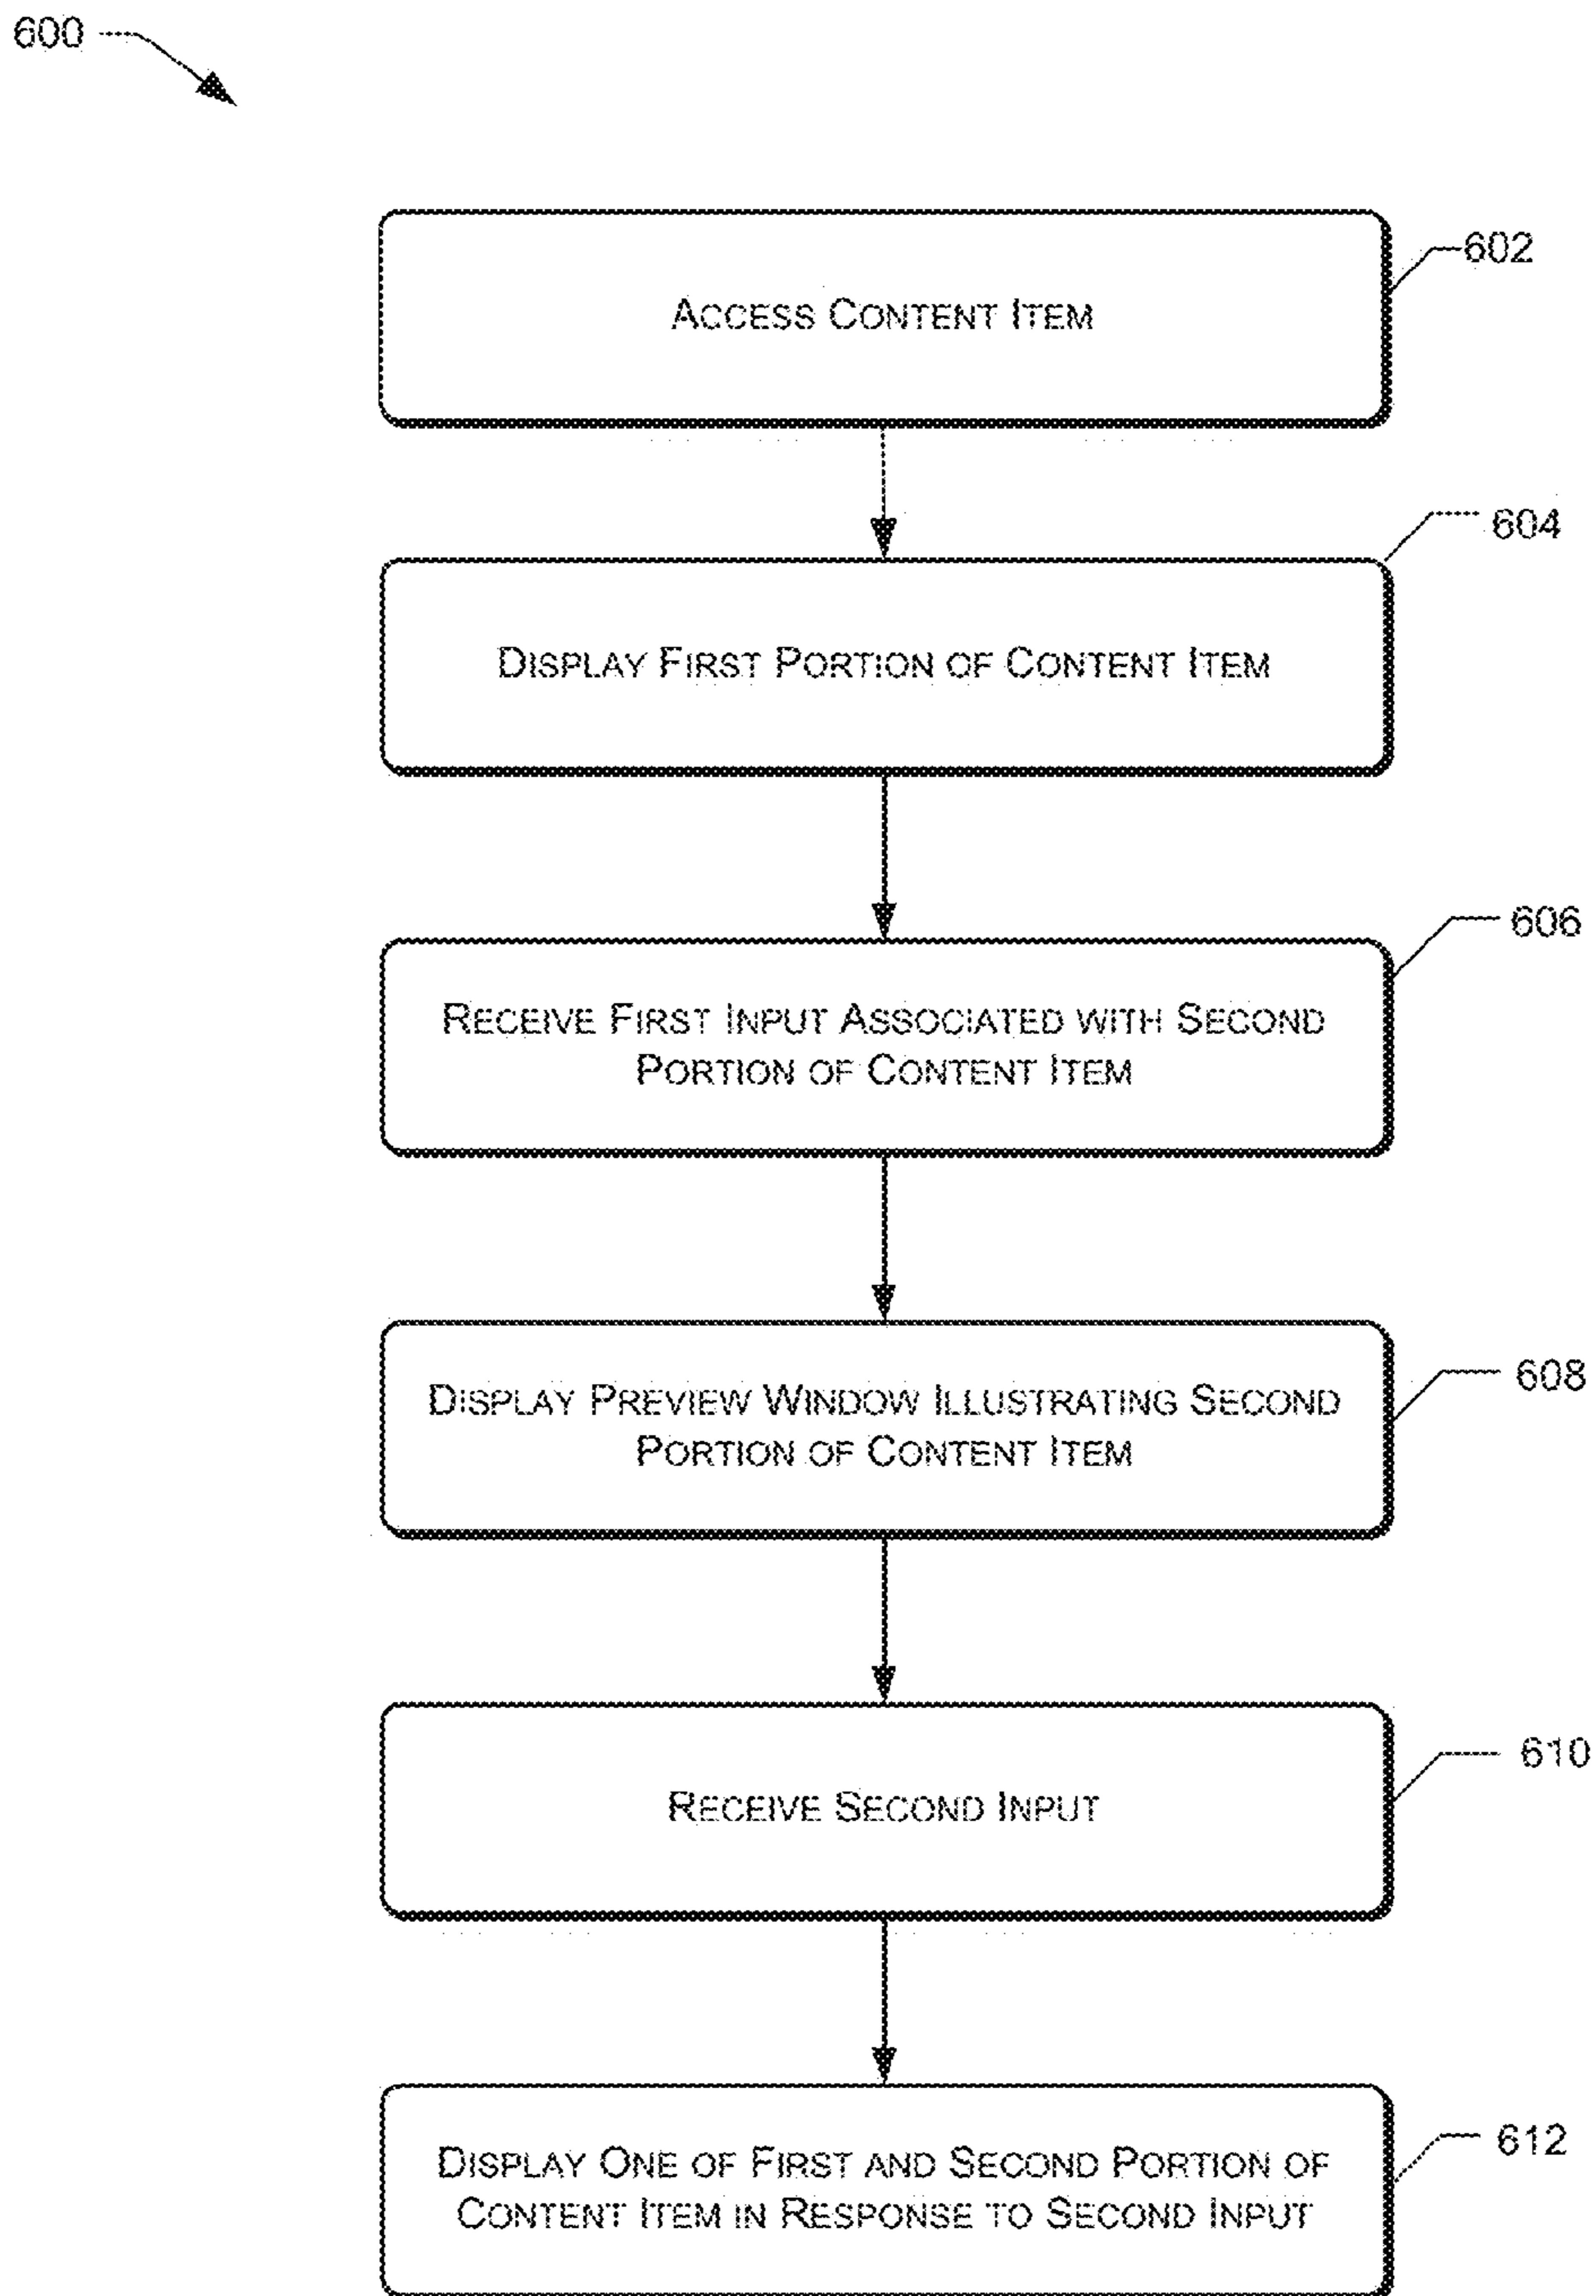 600
ACCESS CONTENT ITEM
602
DISPLAY FIRST PORTION OF CONTENT ITEM
604
RECEIVE FIRST INPUT ASSOCIATED WITH SECOND
PORTION OF CONTENT ITEM
606
DISPLAY PREVIEW WINDOW ILLUSTRATING SECOND
PORTION OF CONTENT ITEM
608
RECEIVE SECOND INPUT
610
DISPLAY ONE OF FIRST AND SECOND PORTION OF
CONTENT ITEM IN RESPONSE TO SECOND INPUT
612